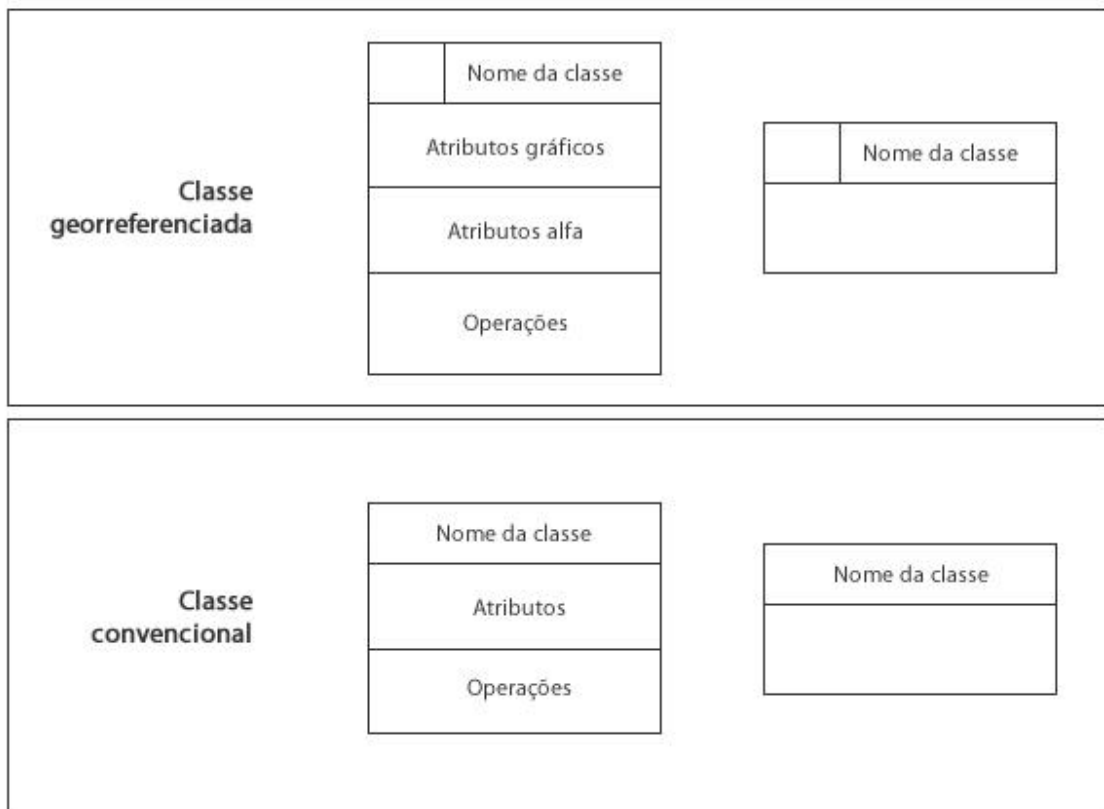 Classe
georreferenciada
Nome da classe
Atributos gráficos
Atributos alfa
Operações
Nome da classe
Classe
convencional
Nome da classe
Atributos
Operações
Nome da classe